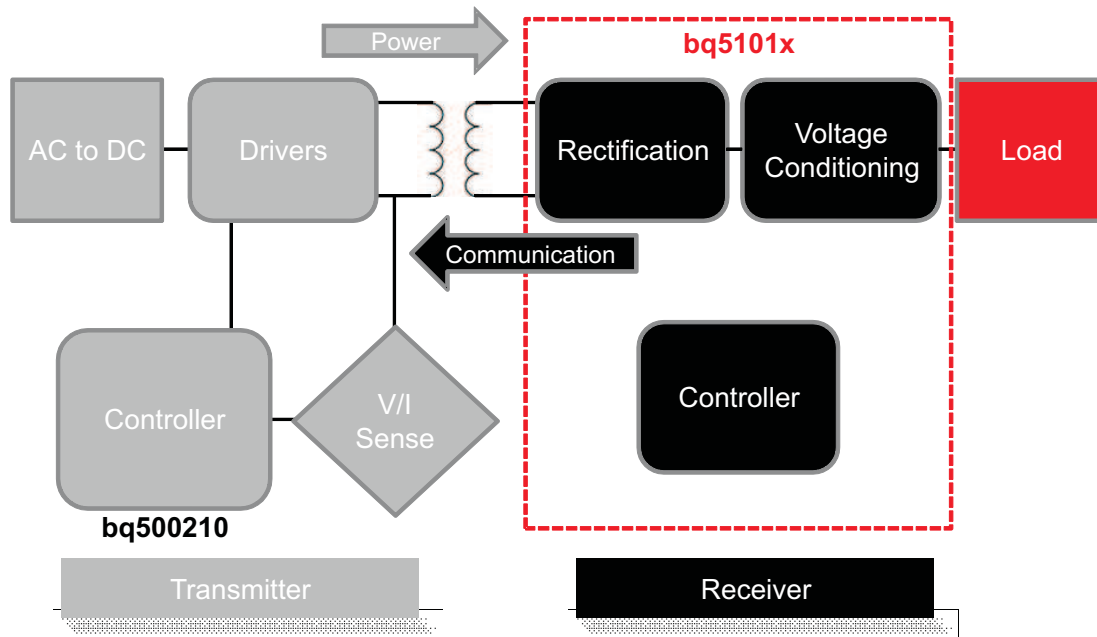 Power
bq5101x
AC to DC
Drivers
Rectification
Voltage
Conditioning
Load
Communication
Controller
V/I
Sense
Controller
bq500210
Transmitter
Receiver